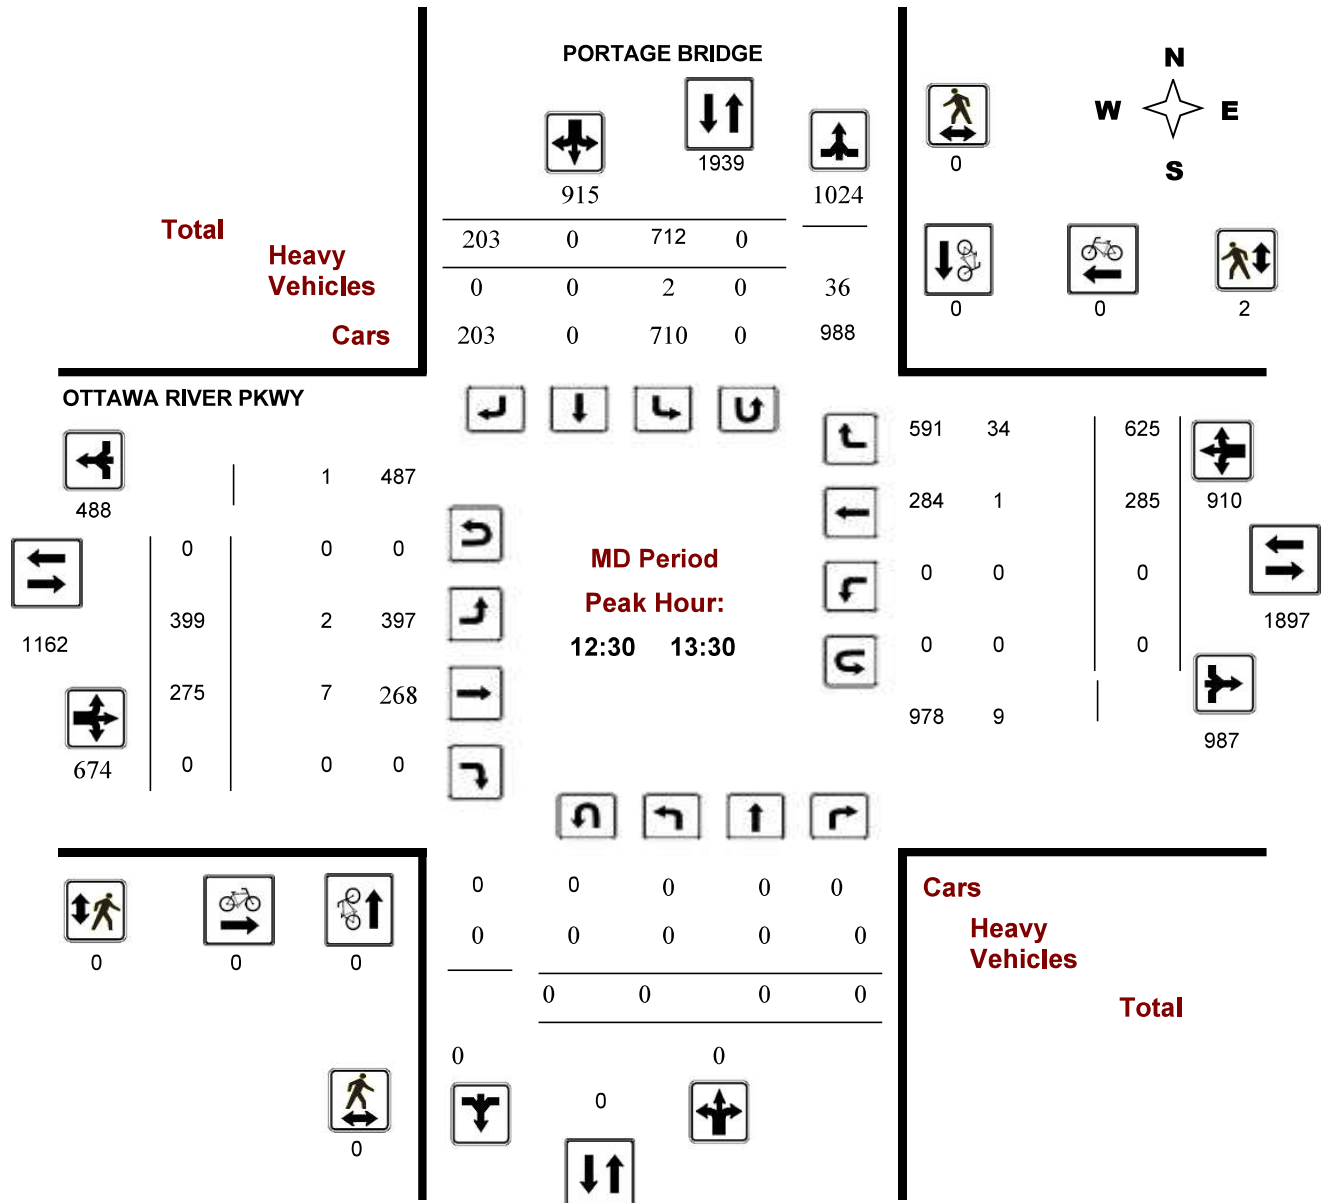 PORTAGE BRIDGE
N
W E
S
1939
0
915 1024
Total
203 0 712 0
Heavy
Vehicles
0 0 2 0 36
0 0 2
Cars
203 0 710 0 988
OTTAWA RIVER PKWY
591 34 625
1 487
488
284 1 285 910
0 0 0
MD Period
0 0 0
Peak Hour:
399 2 397
1897
1162
12:30 13:30
0 0 0
275 7 268
978 9
987
674 0 0 0
0 0 0 0 0
Cars
0 0 0 0 0
Heavy
Vehicles
0 0 0
0 0 0 0
Total
0 0
0
0